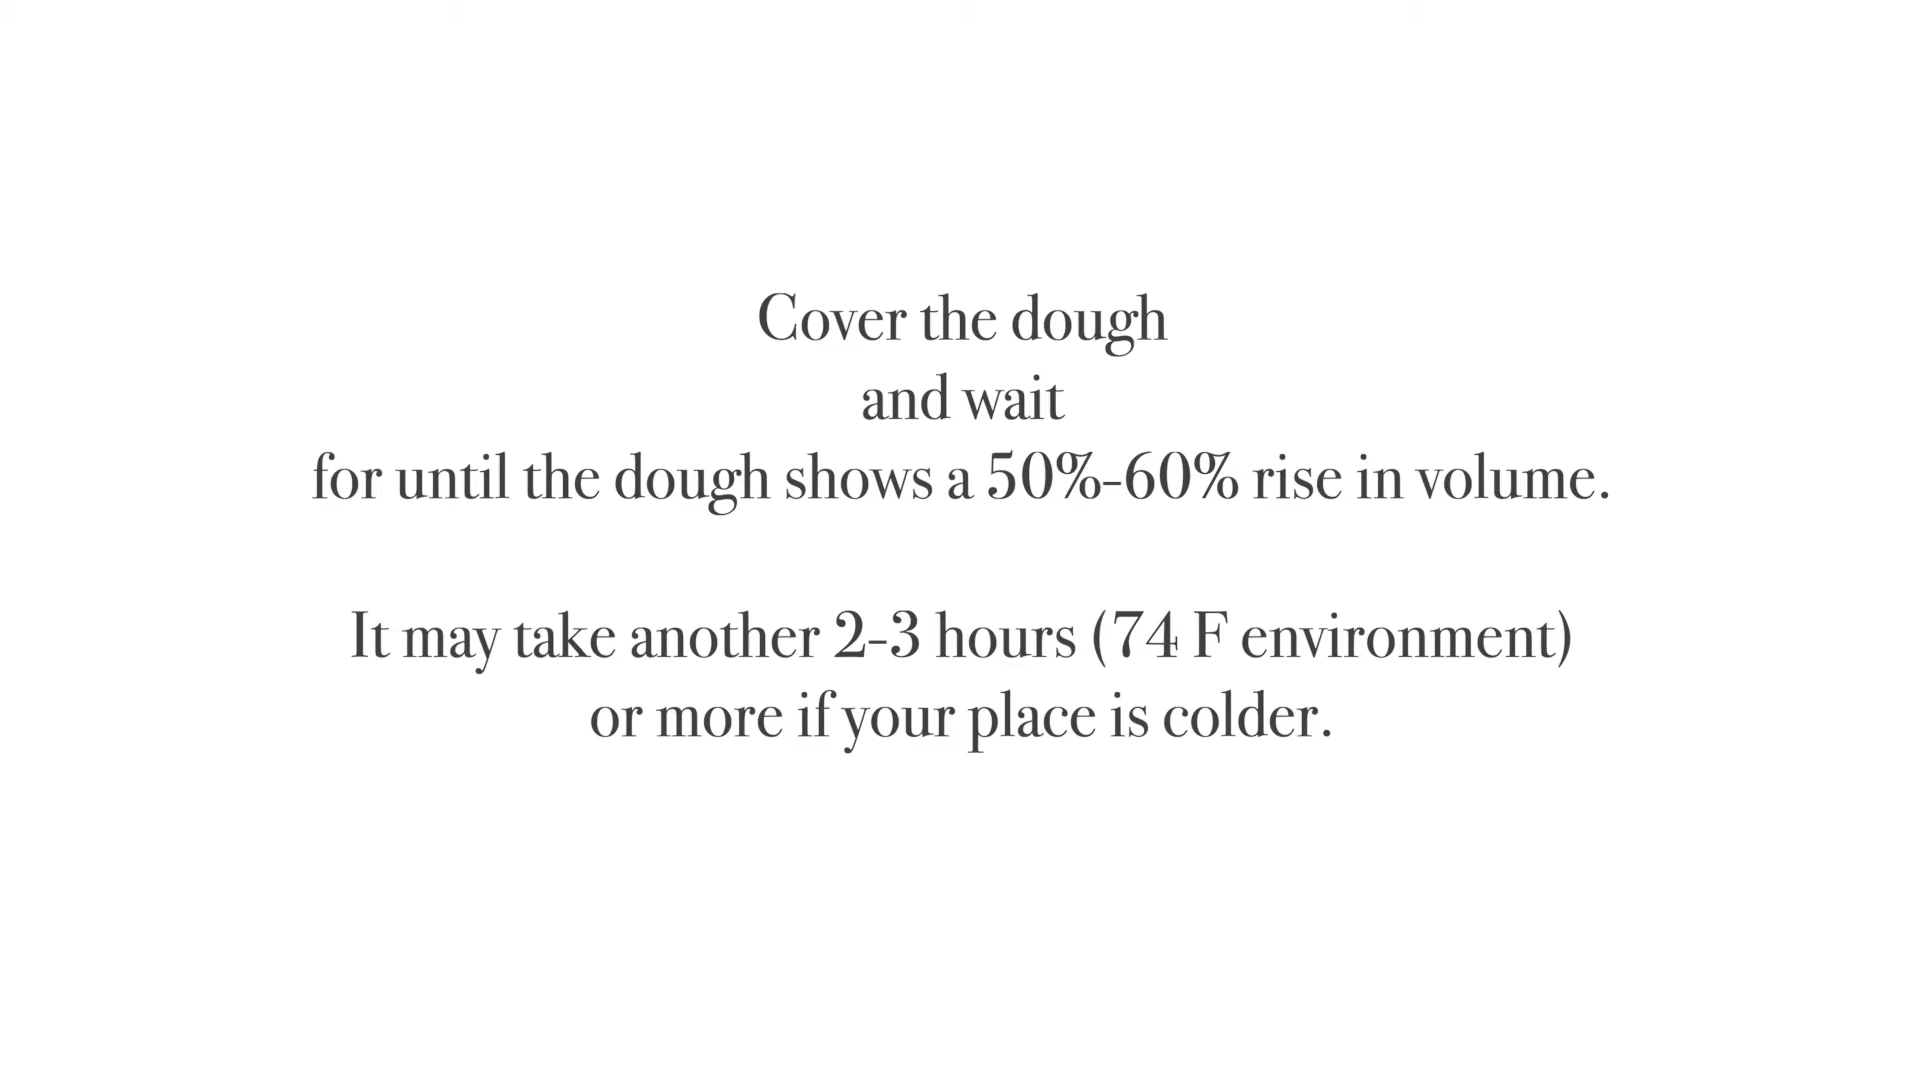 Cover the dough
and wait
for until the dough shows a 50%-60% rise in volume.
It may take another 2-3 hours (74 F environment)
or more if your place is colder.